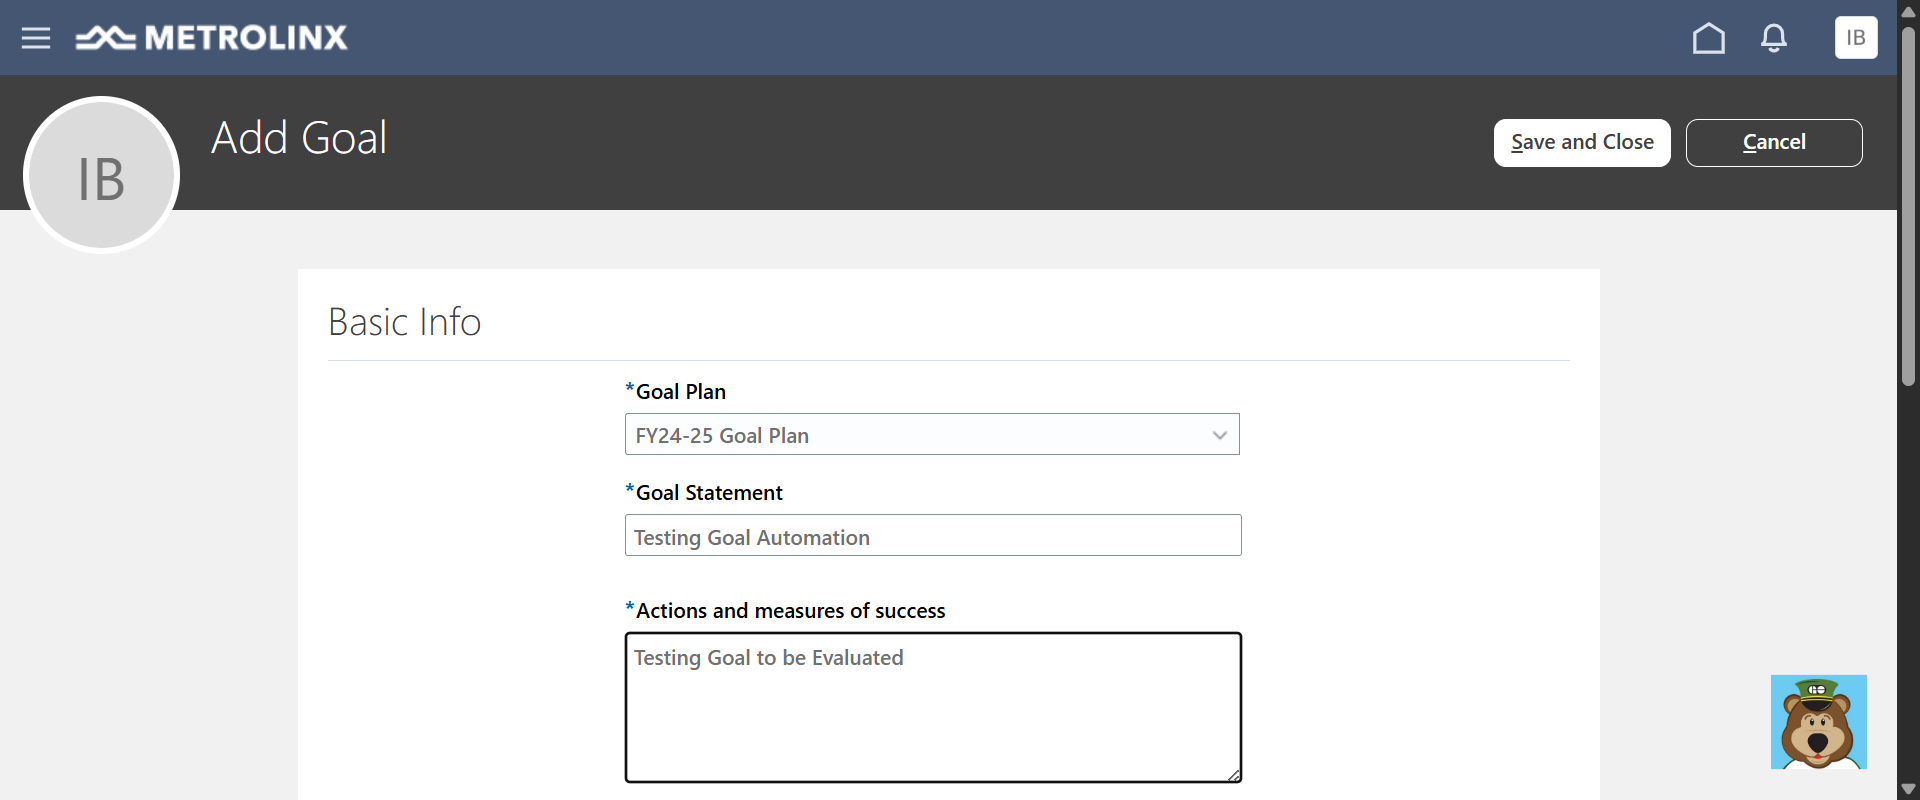 METROLINX
IB
IB
Add Goal
Save and Close
Cancel
Basic Info
*Goal Plan
FY24-25 Goal Plan
*Goal Statement
Testing Goal Automation
*Actions and measures of success
Testing Goal to be Evaluated
GO